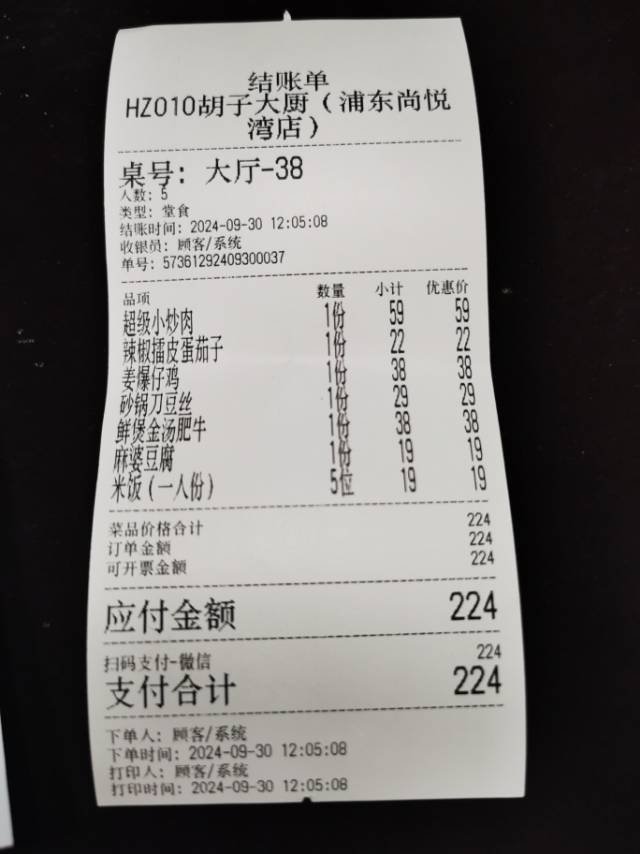 结账单
HZ010胡子大厨（浦东尚悦
湾店）
桌号: 大厅-38
人数: 5
类型: 堂食
结账时间: 2024-09-30 12:05:08
收银员: 顾客/系统
单号: 57361292409300037
品项 数量 小计 优惠价
超级小炒肉 1份 59 59
辣椒擂皮蛋茄子 1份 22 22
姜爆仔鸡 1份 38 38
砂锅刀豆丝 1份 29 29
鲜煲金汤肥牛 1份 38 38
麻婆豆腐 1份 19 19
米饭（一人份） 5位 19 19
菜品价格合计 224
订单金额 224
可开票金额 224
应付金额 224
扫码支付-微信 224
支付合计 224
下单人: 顾客/系统
下单时间: 2024-09-30 12:05:08
打印人: 顾客/系统
打印时间: 2024-09-30 12:05:08